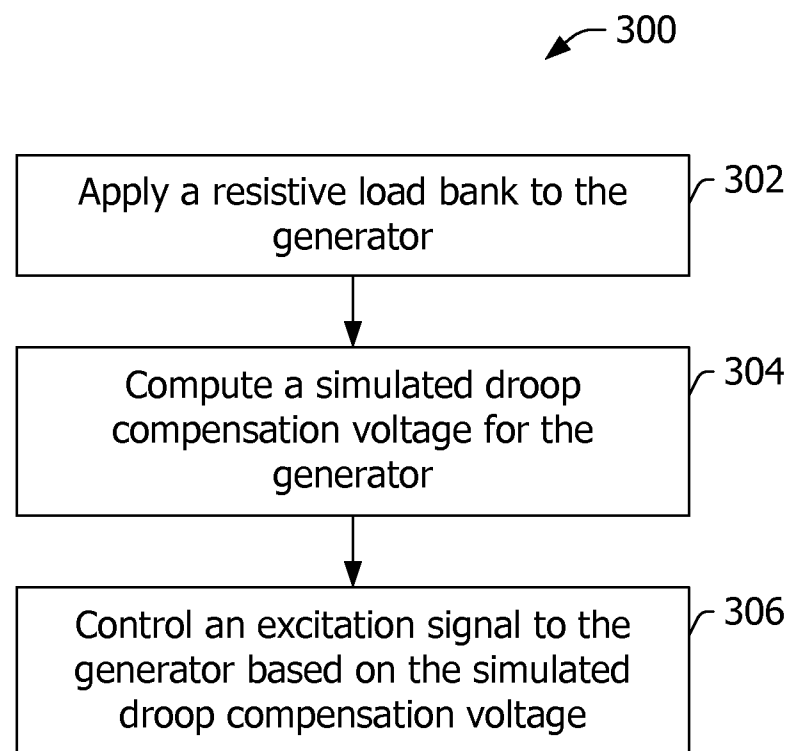 300
Apply a resistive load bank to the
generator
302
Compute a simulated droop
compensation voltage for the
generator
304
Control an excitation signal to the
generator based on the simulated
droop compensation voltage
306